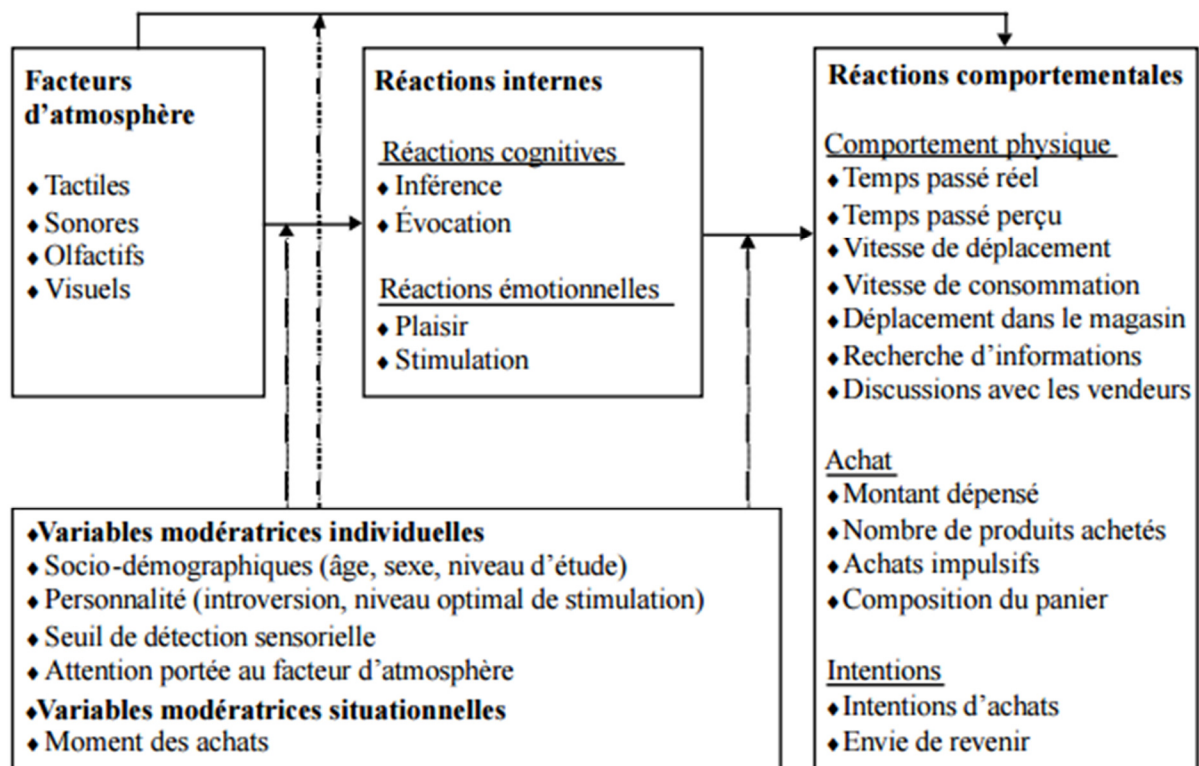 Facteurs
d'atmosphère
♦ Tactiles
♦ Sonores
♦ Olfactifs
♦ Visuels
Réactions internes
Réactions cognitives
♦ Inférence
♦ Évocation
Réactions émotionnelles
♦ Plaisir
♦ Stimulation
Réactions comportementales
Comportement physique
♦ Temps passé réel
♦ Temps passé perçu
♦ Vitesse de déplacement
♦ Vitesse de consommation
♦ Déplacement dans le magasin
♦ Recherche d'informations
♦ Discussions avec les vendeurs
Achat
♦ Montant dépensé
♦ Nombre de produits achetés
♦ Achats impulsifs
♦ Composition du panier
Intentions
♦ Intentions d'achats
♦ Envie de revenir
♦Variables modératrices individuelles
♦ Socio-démographiques (âge, sexe, niveau d'étude)
♦ Personnalité (introversion, niveau optimal de stimulation)
♦ Seuil de détection sensorielle
♦ Attention portée au facteur d'atmosphère
♦Variables modératrices situationnelles
♦ Moment des achats